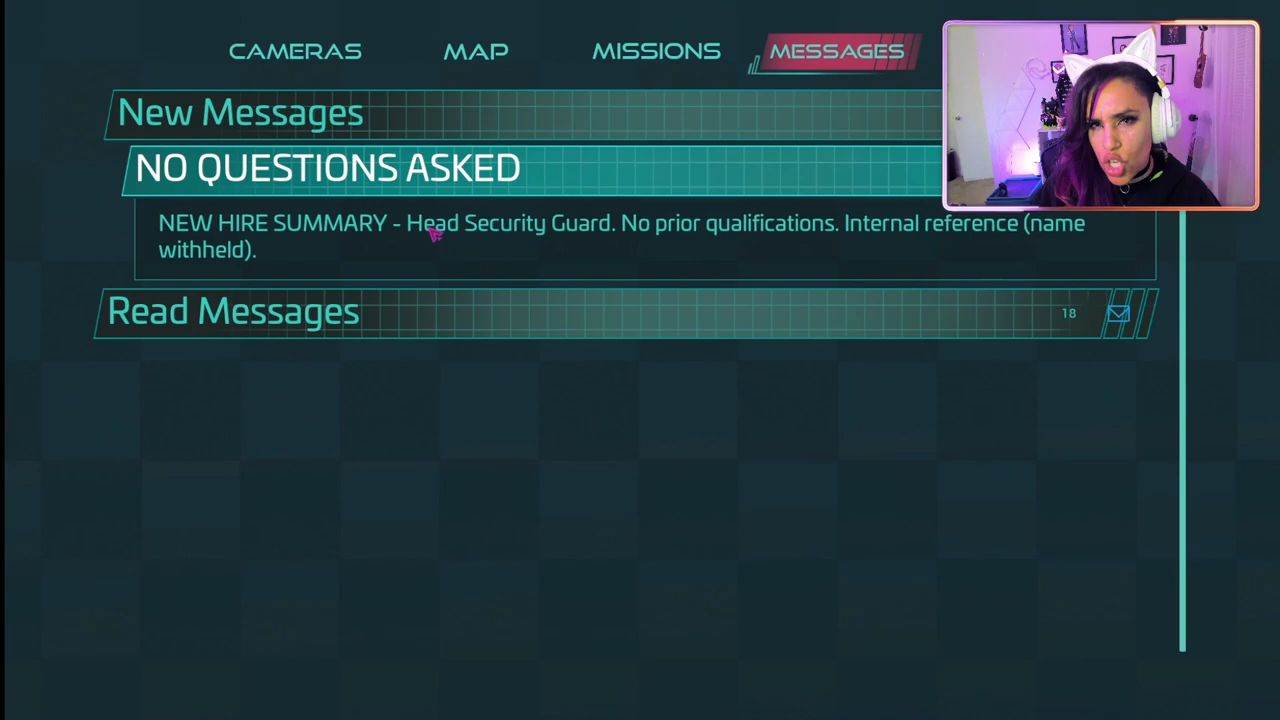 CAMERAS MAP MISSIONS MESSAGES
New Messages
NO QUESTIONS ASKED
NEW HIRE SUMMARY - Head Security Guard. No prior qualifications. Internal reference (name
withheld).
Read Messages 18